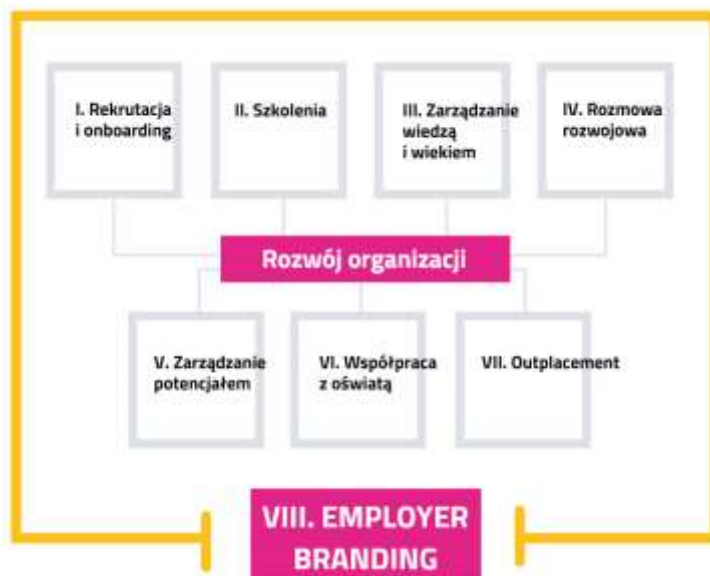 I. Rekrutacja
i onboarding
II. Szkolenia
III. Zarządzanie
wiedzą
i wiekiem
IV. Rozmowa
rozwojowa
Rozwój organizacji
V. Zarządzanie
potencjałem
VI. Współpraca
z oświatą
VII. Outplacement
VIII. EMPLOYER
BRANDING